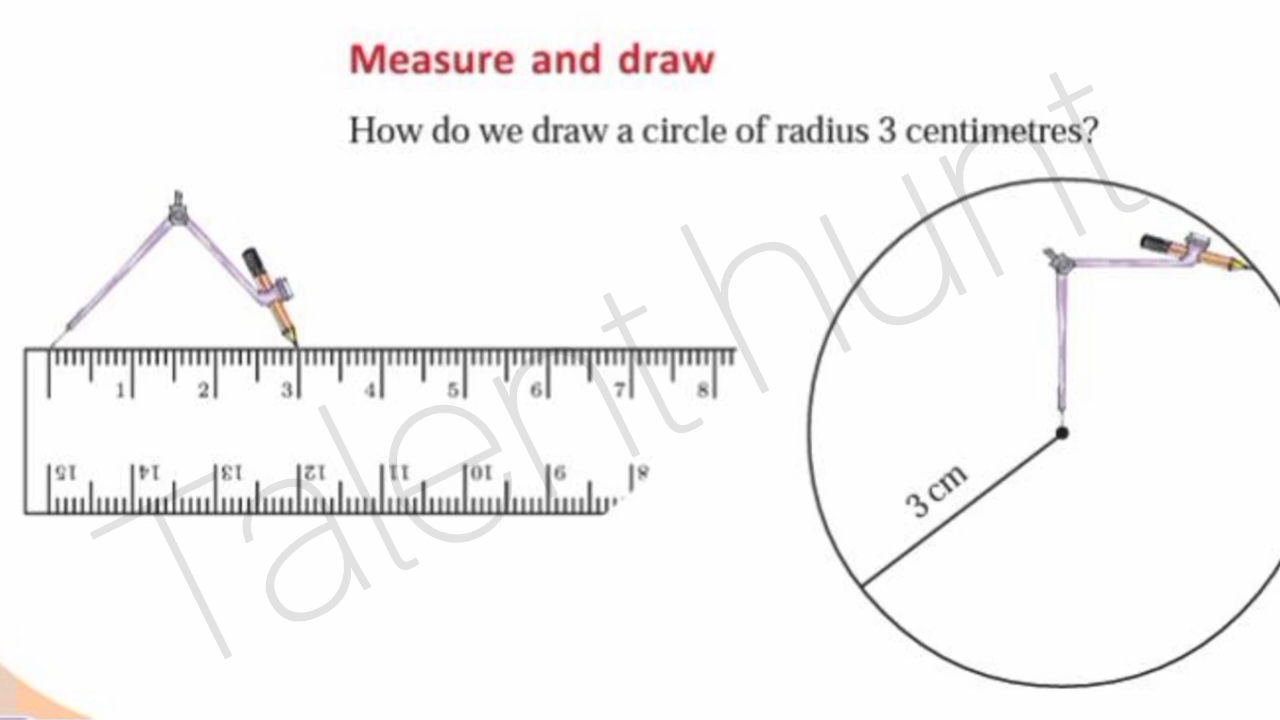 Measure and draw
How do we draw a circle of radius 3 centimetres?
1 2 3 4 5 6 7 8
15 14 13 12 11 10 9 8
3 cm
Talent hunt